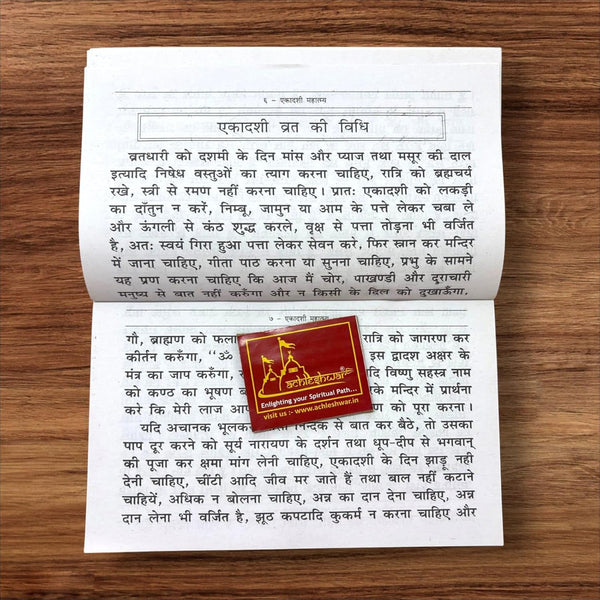 ६ - एकादशी महात्म्य
एकादशी व्रत की विधि
ब्रतधारी को दशमी के दिन मांस और प्याज तथा मसूर की दाल
इत्यादि निषेध वस्तुओं का त्याग करना चाहिए, रात्रि को ब्रह्मचर्य
रखे, स्त्री से रमण नहीं करना चाहिए। प्रातः एकादशी को लकड़ी
का दाँतुन न करें, निम्बू, जामुन या आम के पत्ते लेकर चबा ले
और ऊंगली से कंठ शुद्ध करले, वृक्ष से पत्ता तोड़ना भी वर्जित
है, अतः स्वयं गिरा हुआ पत्ता लेकर सेवन करे, फिर स्नान कर मन्दिर
में जाना चाहिए, गीता पाठ करना या सुनना चाहिए, प्रभु के सामने
यह प्रण करना चाहिए कि आज मैं चोर, पाखण्डी और दुराचारी
मनुष्य से बात नहीं करुँगा और न किसी के दिल को दुखाऊँगा,
७ - एकादशी महात्म्य
गौ, ब्राह्मण को फला रात्रि को जागरण कर
कीर्तन करुँगा, "ॐ इस द्वादश अक्षर के
मंत्र का जाप करुँगा, आदि विष्णु सहस्त्र नाम
को कण्ठ का भूषण के मन्दिर में प्रार्थना
करे कि मेरी लाज आप को पूरा करना।
यदि अचानक भूलकर निन्दक से बात कर बैठे, तो उसका
पाप दूर करने को सूर्य नारायण के दर्शन तथा धूप-दीप से भगवान्
की पूजा कर क्षमा मांग लेनी चाहिए, एकादशी के दिन झाड़ू नही
देनी चाहिए, चींटी आदि जीव मर जाते हैं तथा बाल नहीं कटाने
चाहियें, अधिक न बोलना चाहिए, अन्न का दान देना चाहिए, अन्न
दान लेना भी वर्जित है, झूठ कपटादि कुकर्म न करना चाहिए और
achleshwar
Enlighting your Spiritual Path...
visit us :- www.achleshwar.in